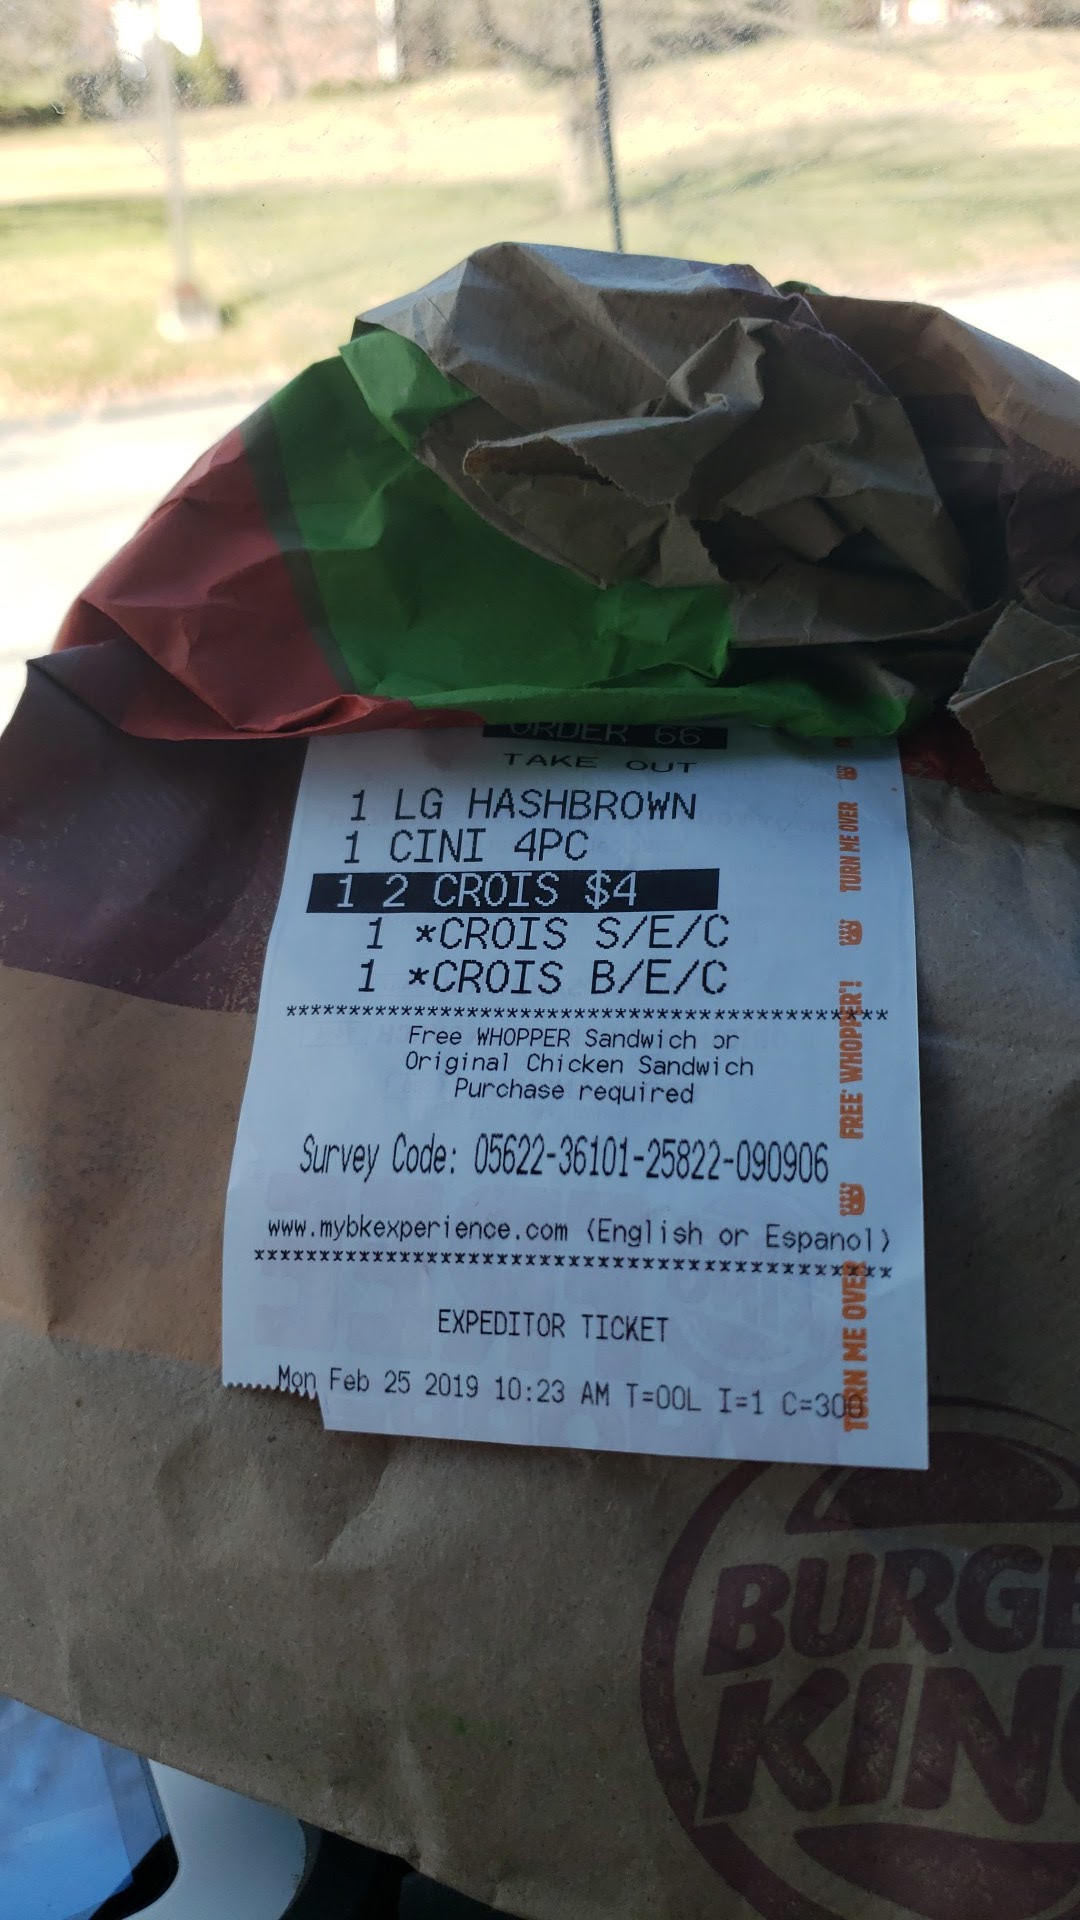 ORDER 66
TAKE OUT
1 LG HASHBROWN
1 CINI 4PC
1 2 CROIS $4
1 *CROIS S/E/C
1 *CROIS B/E/C
******************************************
Free WHOPPER Sandwich or
Original Chicken Sandwich
Purchase required
Survey Code: 05622-36101-25822-090906
www.mybkexperience.com (English or Espanol)
******************************************
EXPEDITOR TICKET
Mon Feb 25 2019 10:23 AM T=00L I=1 C=300
TURN ME OVER
FREE WHOPPER®!
TURN ME OVER
BURGE
KING